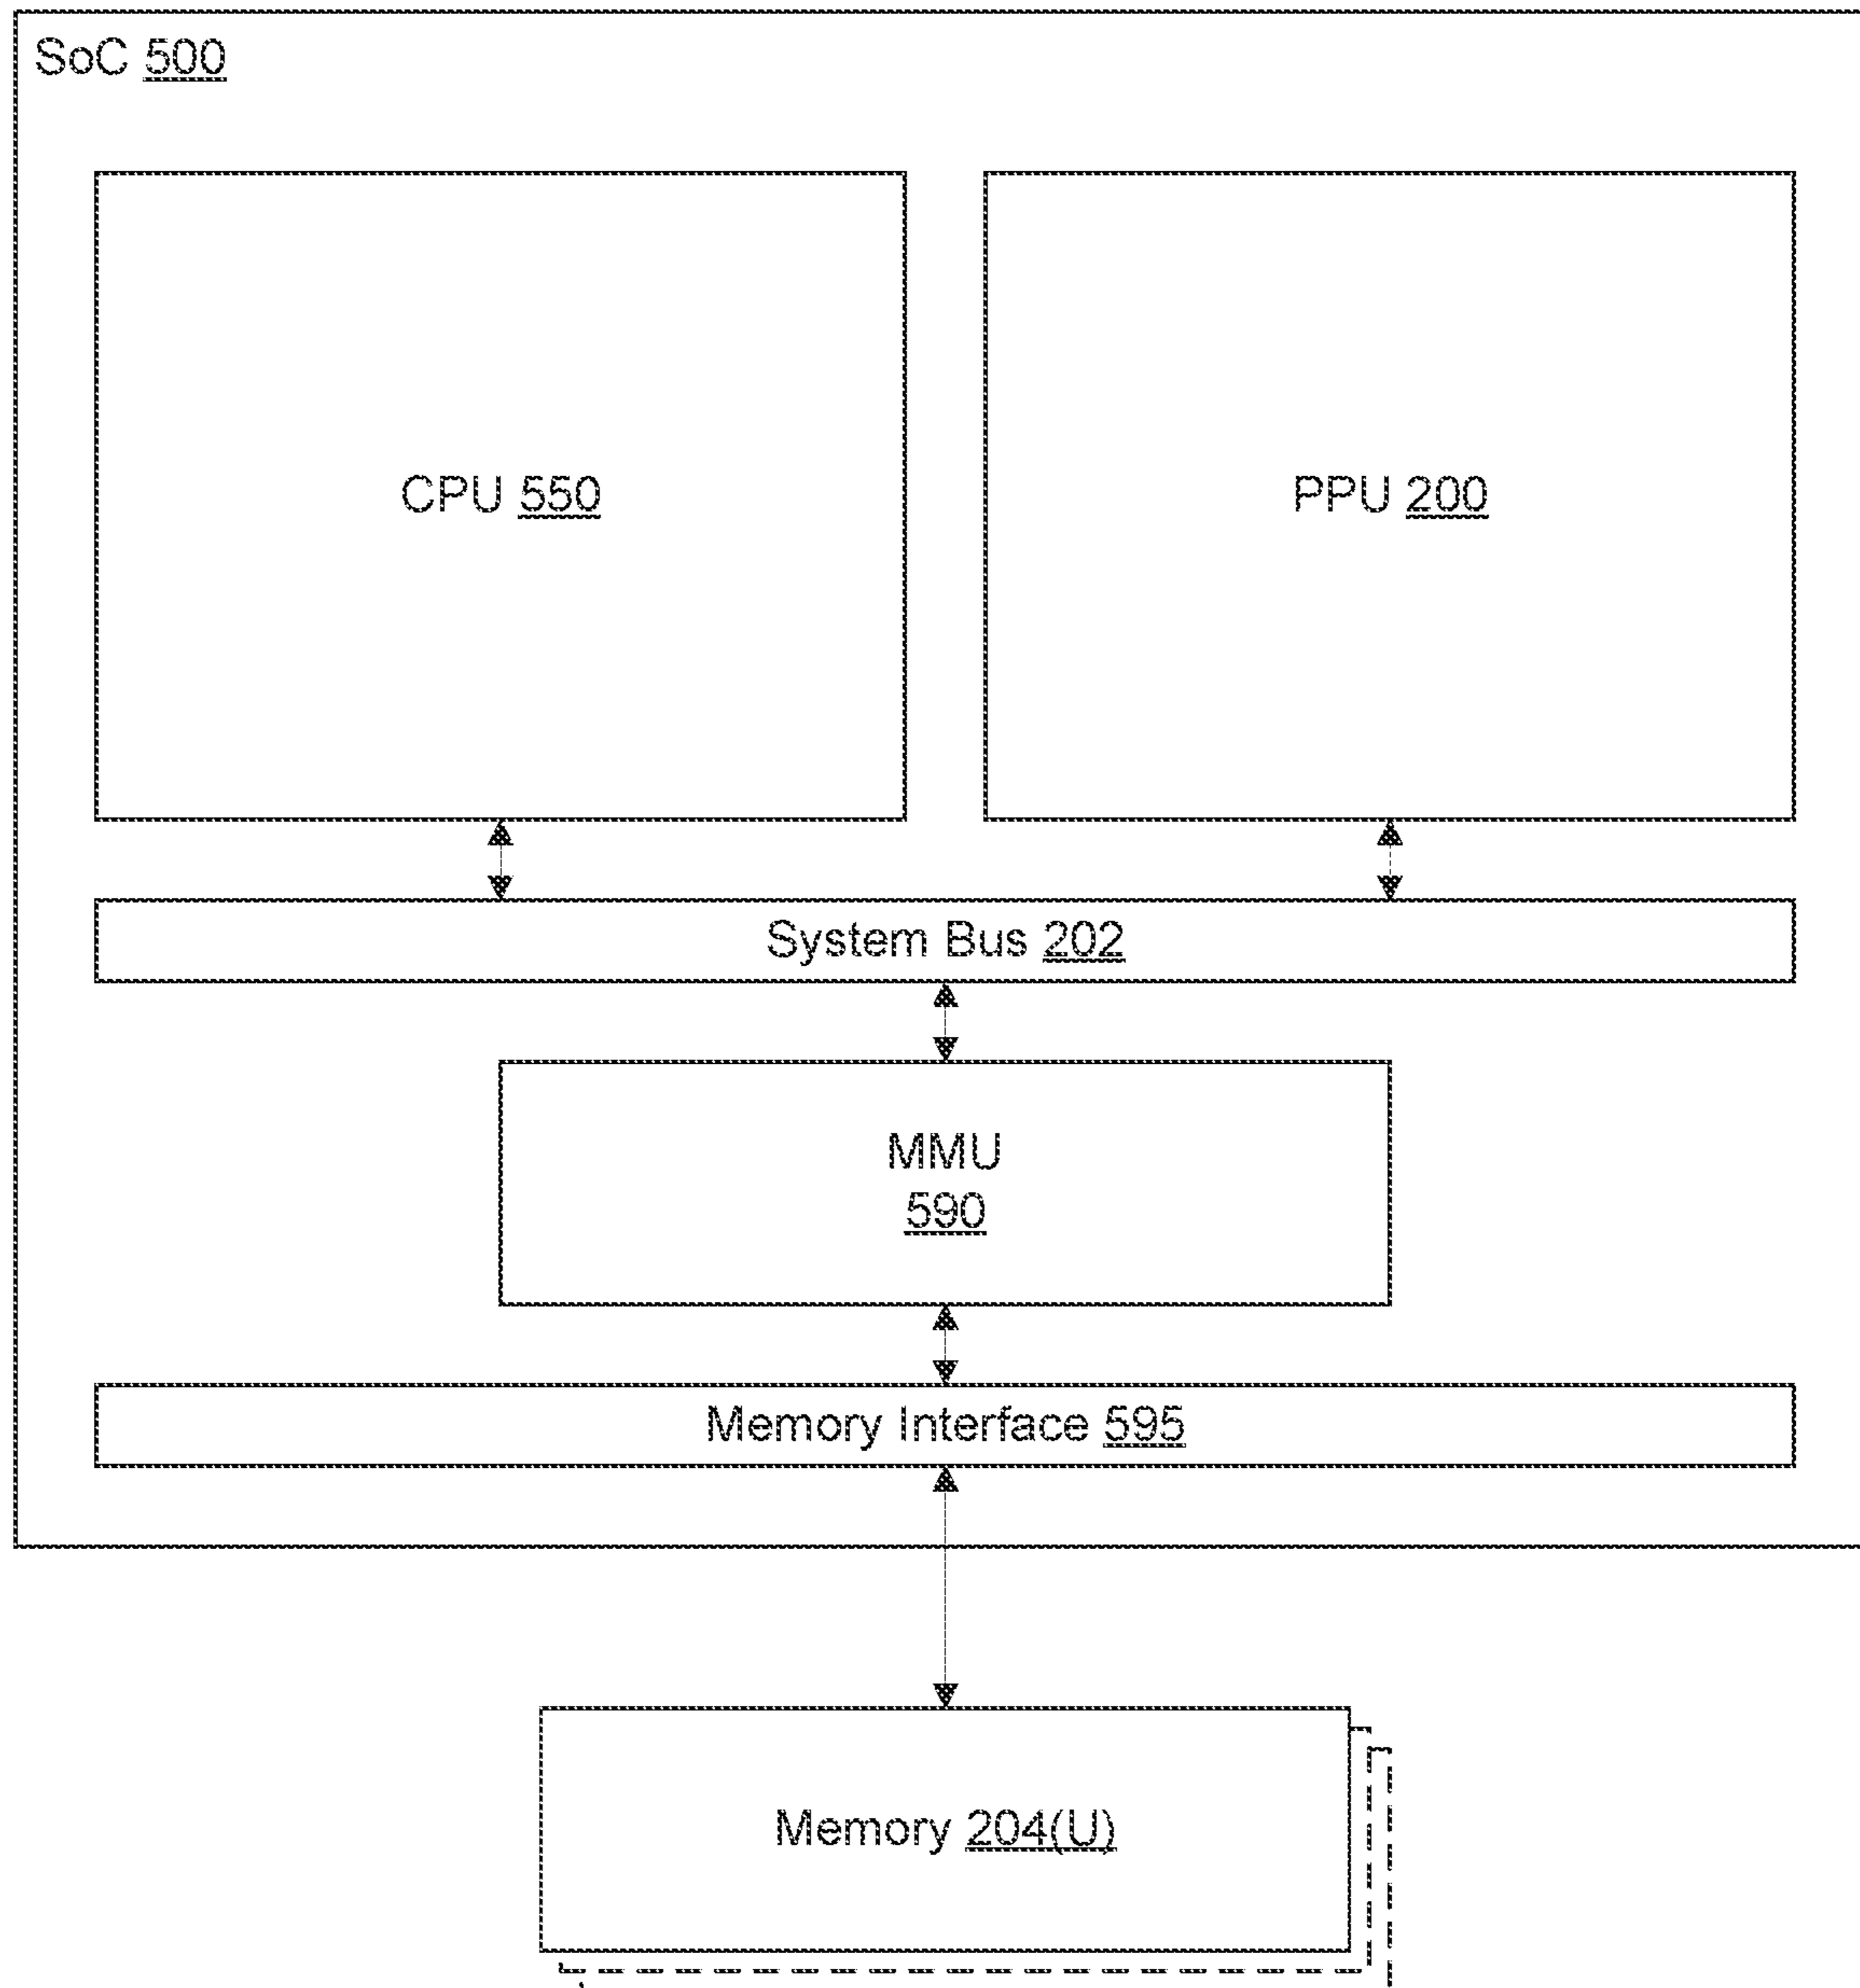 SoC 500
CPU 550
PPU 200
System Bus 202
MMU
590
Memory Interface 595
Memory 204(U)